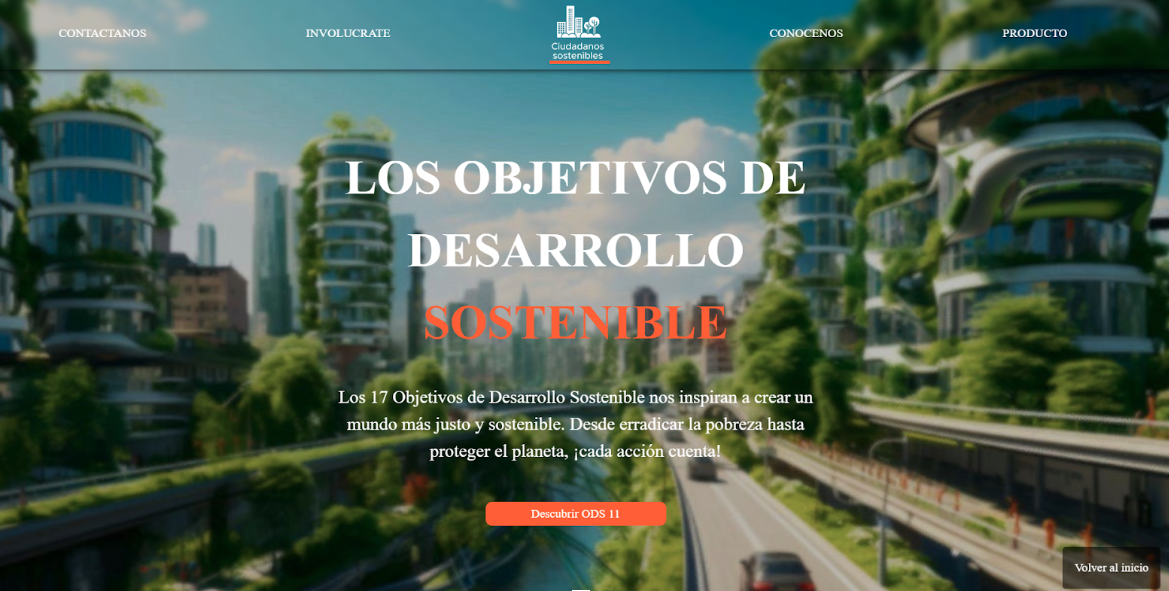 CONTACTANOS
INVOLUCRATE
Ciudadanos
sostenibles
CONOCENOS
PRODUCTO
LOS OBJETIVOS DE
DESARROLLO
SOSTENIBLE
Los 17 Objetivos de Desarrollo Sostenible nos inspiran a crear un
mundo más justo y sostenible. Desde erradicar la pobreza hasta
proteger el planeta, ¡cada acción cuenta!
Descubrir ODS 11
Volver al inicio